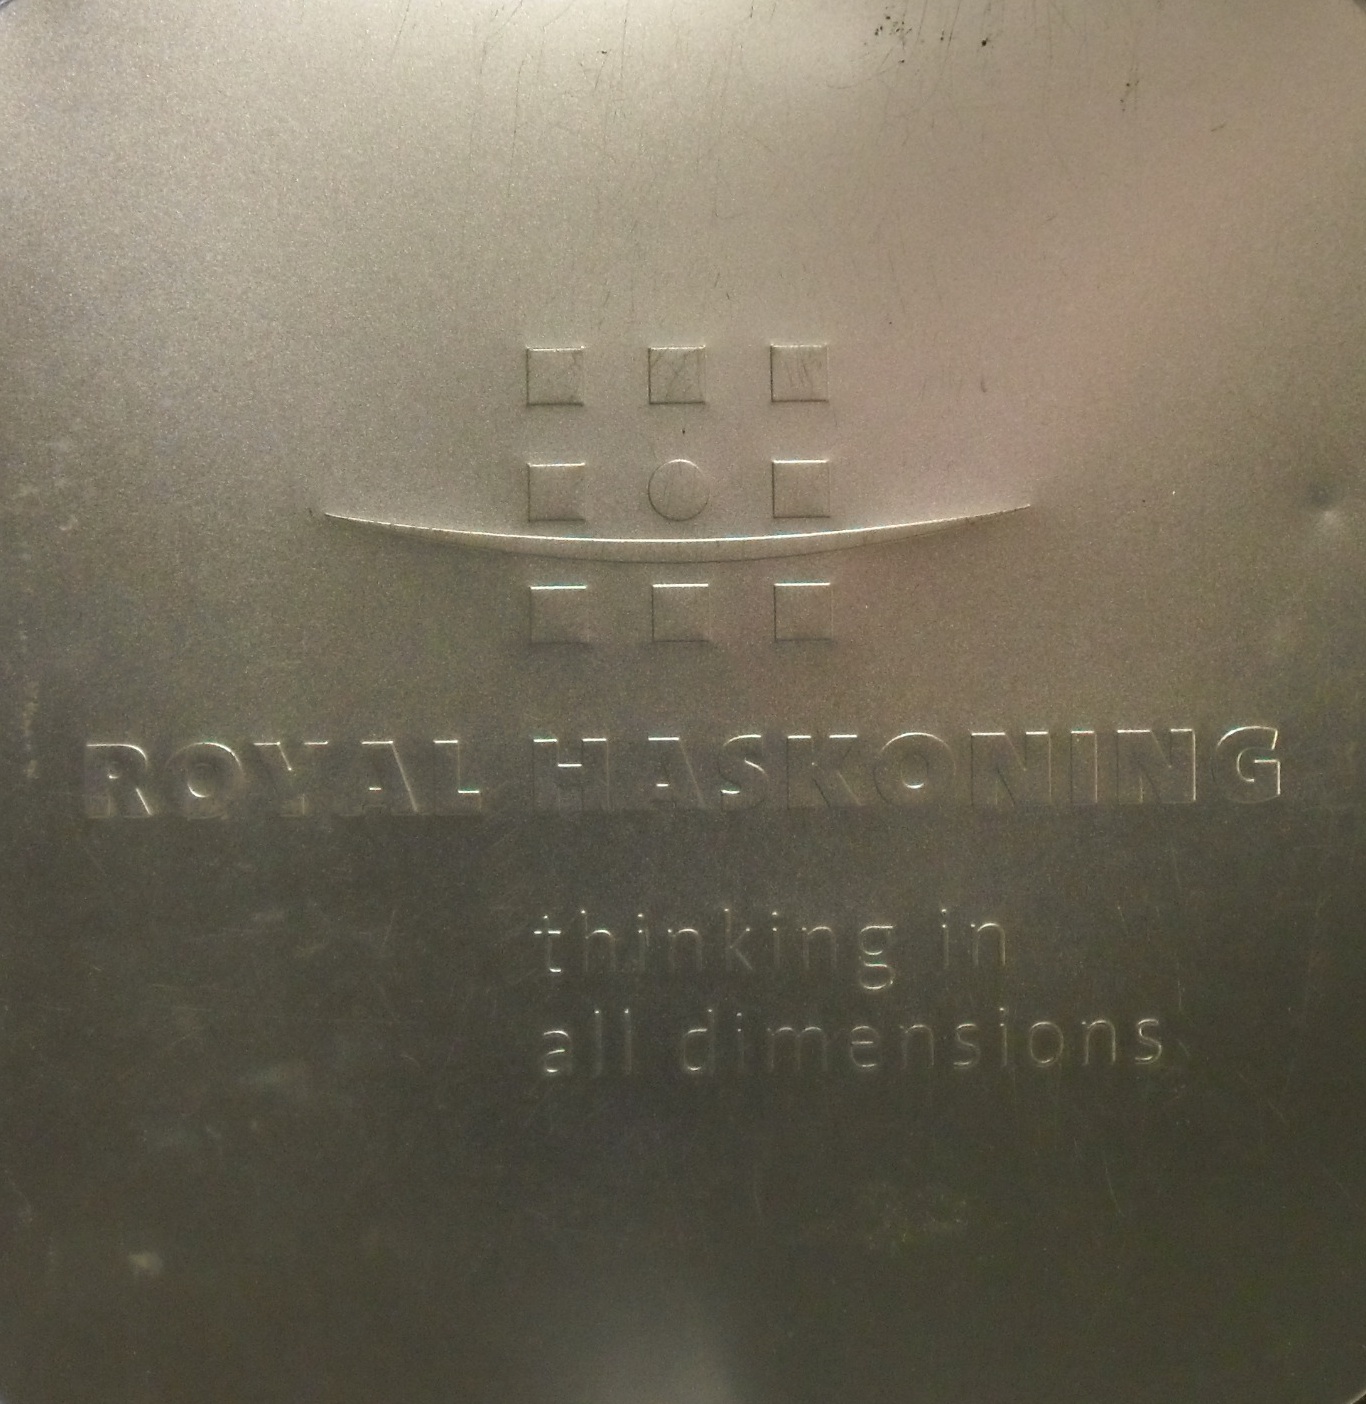 ROYAL HASKONING
thinking in
all dimensions